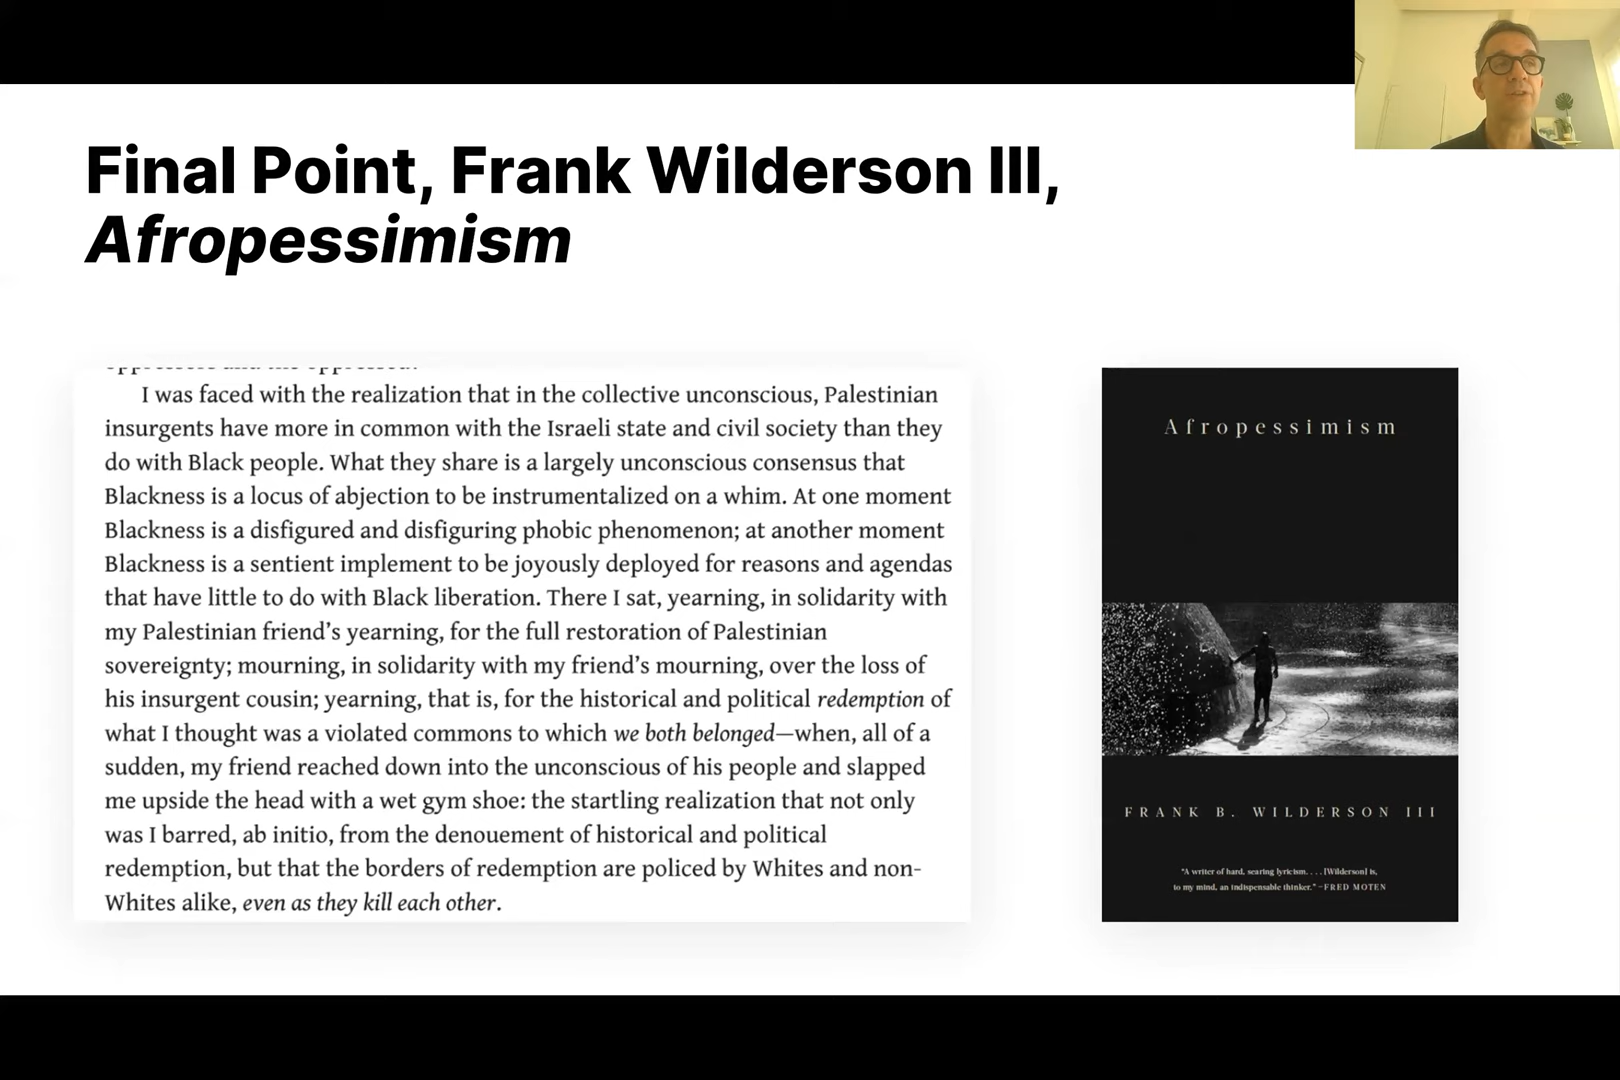 Final Point, Frank Wilderson III,
Afropessimism
oppressors and the oppressed.
I was faced with the realization that in the collective unconscious, Palestinian
insurgents have more in common with the Israeli state and civil society than they
do with Black people. What they share is a largely unconscious consensus that
Blackness is a locus of abjection to be instrumentalized on a whim. At one moment
Blackness is a disfigured and disfiguring phobic phenomenon; at another moment
Blackness is a sentient implement to be joyously deployed for reasons and agendas
that have little to do with Black liberation. There I sat, yearning, in solidarity with
my Palestinian friend’s yearning, for the full restoration of Palestinian
sovereignty; mourning, in solidarity with my friend’s mourning, over the loss of
his insurgent cousin; yearning, that is, for the historical and political redemption of
what I thought was a violated commons to which we both belonged—when, all of a
sudden, my friend reached down into the unconscious of his people and slapped
me upside the head with a wet gym shoe: the startling realization that not only
was I barred, ab initio, from the denouement of historical and political
redemption, but that the borders of redemption are policed by Whites and non-
Whites alike, even as they kill each other.
Afropessimism
FRANK B. WILDERSON III
"A writer of hard, searing lyricism. . . . [Wilderson] is,
to my mind, an indispensable thinker." –FRED MOTEN